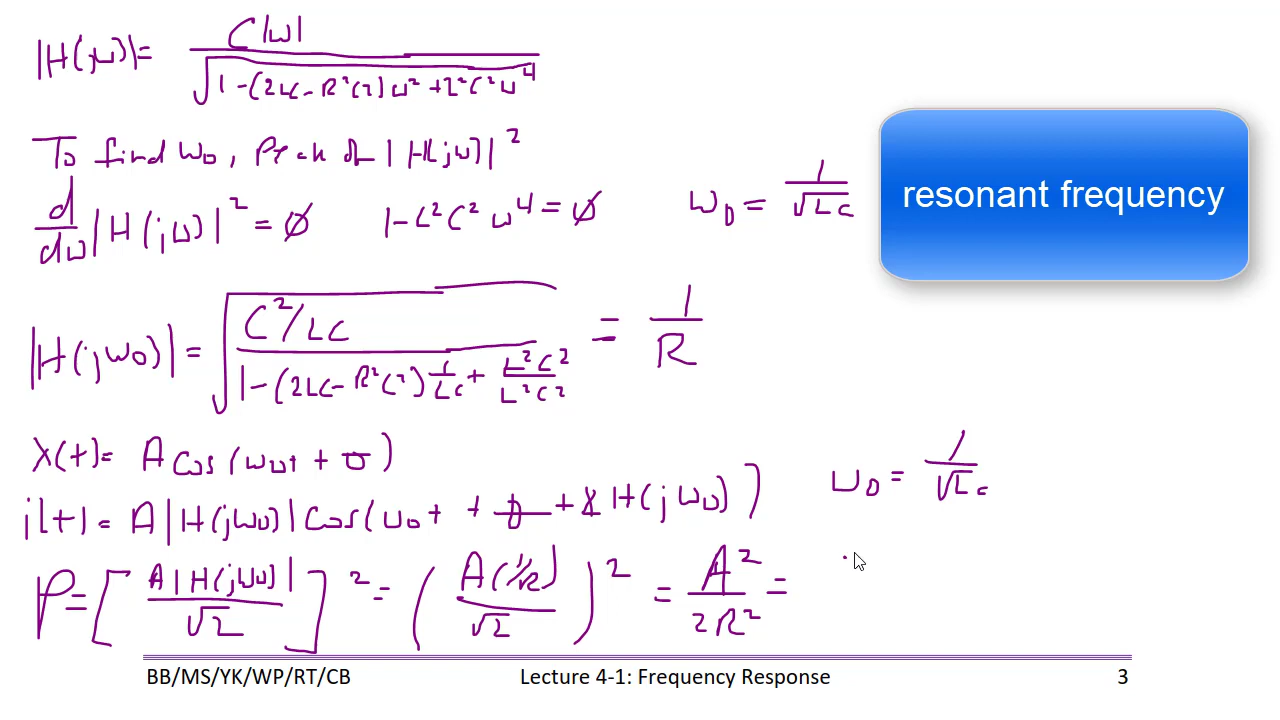 |H(jω)| = C|ω| / √(1-(2LC-R²C²)ω²+L²C²ω⁴)
To find ω₀, Peak of |H(jω)|²
d/dω |H(jω)|² = ∅   1-L²C²ω⁴ = ∅   ω₀ = 1/√LC
resonant frequency
|H(jω₀)| = √(C²/LC / (1-(2LC-R²C²) 1/LC + L²C²/L²C²)) = 1/R
x(t) = A cos(ω₀t + θ)
j(t) = A|H(jω₀)| cos(ω₀t + θ + ∠H(jω₀))   ω₀ = 1/√LC
P = [A|H(jω₀)|/√2]² = (A(1/R)/√2)² = A²/2R² =
BB/MS/YK/WP/RT/CB   Lecture 4-1: Frequency Response   3